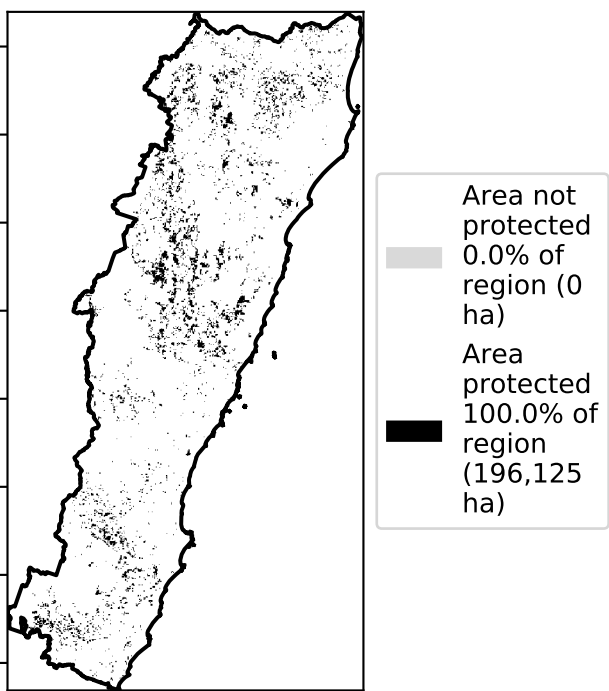 Area not
protected
0.0% of
region (0
ha)
Area
protected
100.0% of
region
(196,125
ha)